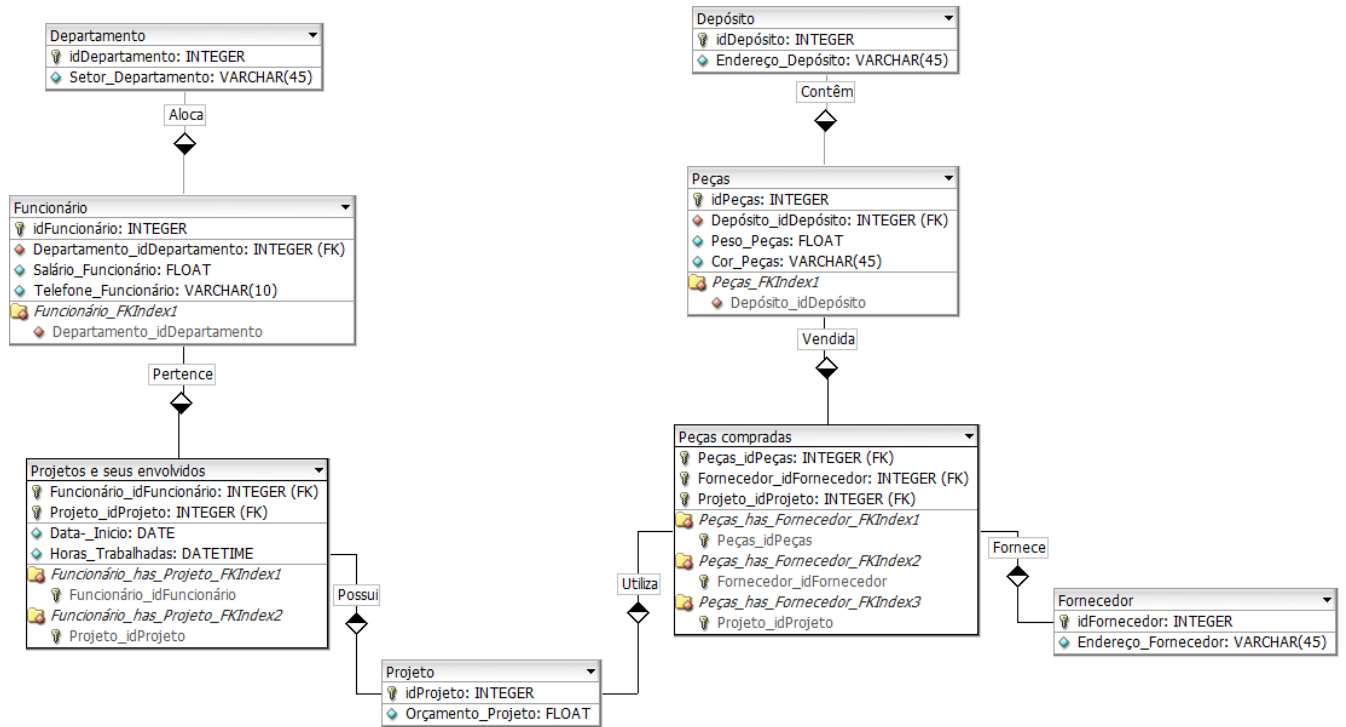 Departamento
idDepartamento: INTEGER
Setor_Departamento: VARCHAR(45)
Aloca
Funcionário
idFuncionário: INTEGER
Departamento_idDepartamento: INTEGER (FK)
Salário_Funcionário: FLOAT
Telefone_Funcionário: VARCHAR(10)
Funcionário_FKIndex1
Departamento_idDepartamento
Pertence
Projetos e seus envolvidos
Funcionário_idFuncionário: INTEGER (FK)
Projeto_idProjeto: INTEGER (FK)
Data-_Inicio: DATE
Horas_Trabalhadas: DATETIME
Funcionário_has_Projeto_FKIndex1
Funcionário_idFuncionário
Funcionário_has_Projeto_FKIndex2
Projeto_idProjeto
Possui
Projeto
idProjeto: INTEGER
Orçamento_Projeto: FLOAT
Utiliza
Depósito
idDepósito: INTEGER
Endereço_Depósito: VARCHAR(45)
Contêm
Peças
idPeças: INTEGER
Depósito_idDepósito: INTEGER (FK)
Peso_Peças: FLOAT
Cor_Peças: VARCHAR(45)
Peças_FKIndex1
Depósito_idDepósito
Vendida
Peças compradas
Peças_idPeças: INTEGER (FK)
Fornecedor_idFornecedor: INTEGER (FK)
Projeto_idProjeto: INTEGER (FK)
Peças_has_Fornecedor_FKIndex1
Peças_idPeças
Peças_has_Fornecedor_FKIndex2
Fornecedor_idFornecedor
Peças_has_Fornecedor_FKIndex3
Projeto_idProjeto
Fornece
Fornecedor
idFornecedor: INTEGER
Endereço_Fornecedor: VARCHAR(45)